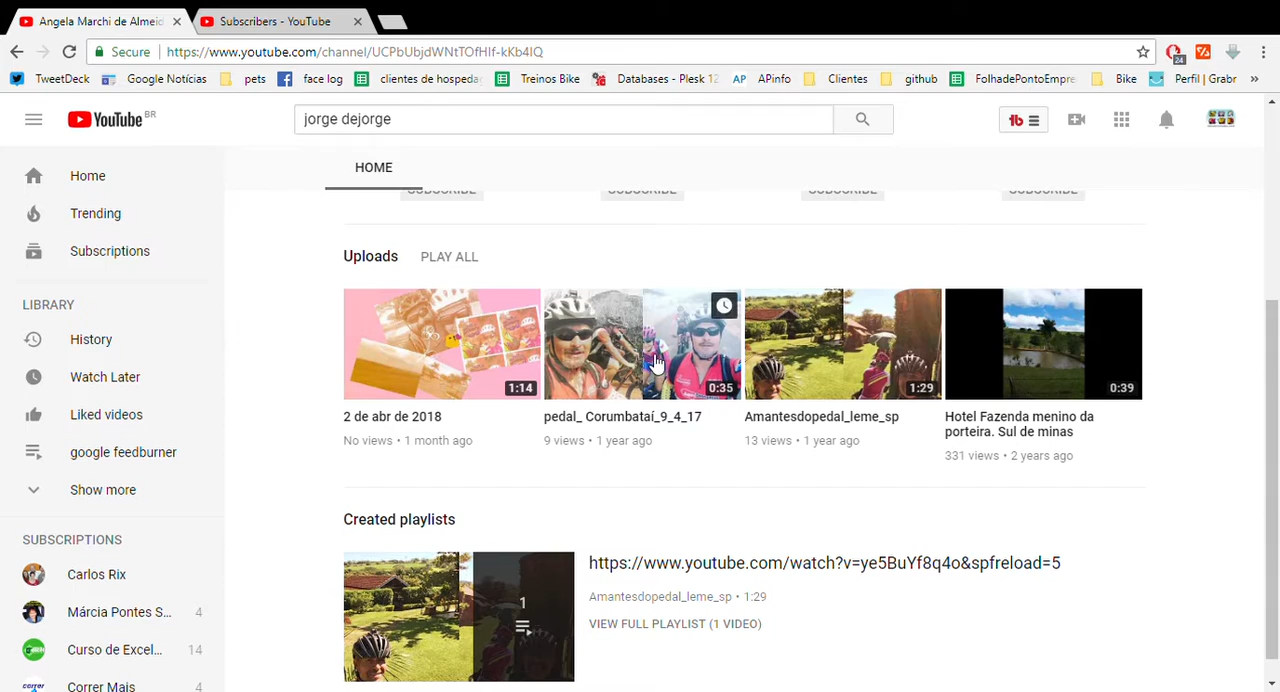 Angela Marchi de Almeid
Subscribers - YouTube
Secure https://www.youtube.com/channel/UCPbUbjdWNtTOfHIf-kKb4IQ
TweetDeck Google Notícias pets face log clientes de hospeda Treinos Bike Databases - Plesk 12 AP APinfo Clientes github FolhadePontoEmpre Bike Perfil | Grabr »
24
YouTube BR
jorge dejorge
HOME
SUBSCRIBE SUBSCRIBE SUBSCRIBE SUBSCRIBE
Home
Trending
Subscriptions
LIBRARY
History
Watch Later
Liked videos
google feedburner
Show more
SUBSCRIPTIONS
Carlos Rix
Márcia Pontes S... 4
Curso de Excel... 14
Correr Mais 4
Uploads PLAY ALL
1:14
2 de abr de 2018
No views • 1 month ago
0:35
pedal_ Corumbataí_9_4_17
9 views • 1 year ago
1:29
Amantesdopedal_leme_sp
13 views • 1 year ago
0:39
Hotel Fazenda menino da
porteira. Sul de minas
331 views • 2 years ago
Created playlists
1
https://www.youtube.com/watch?v=ye5BuYf8q4o&spfreload=5
Amantesdopedal_leme_sp • 1:29
VIEW FULL PLAYLIST (1 VIDEO)